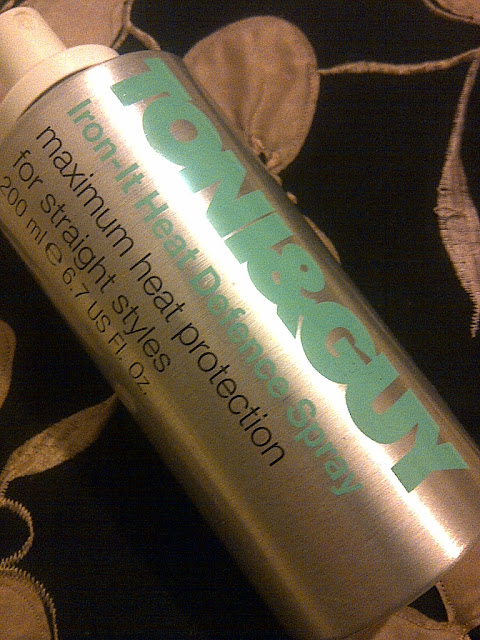 TONI&GUY
Iron-It Heat Defence Spray
maximum heat protection
for straight styles
200 ml e 6.7 US Fl. Oz.